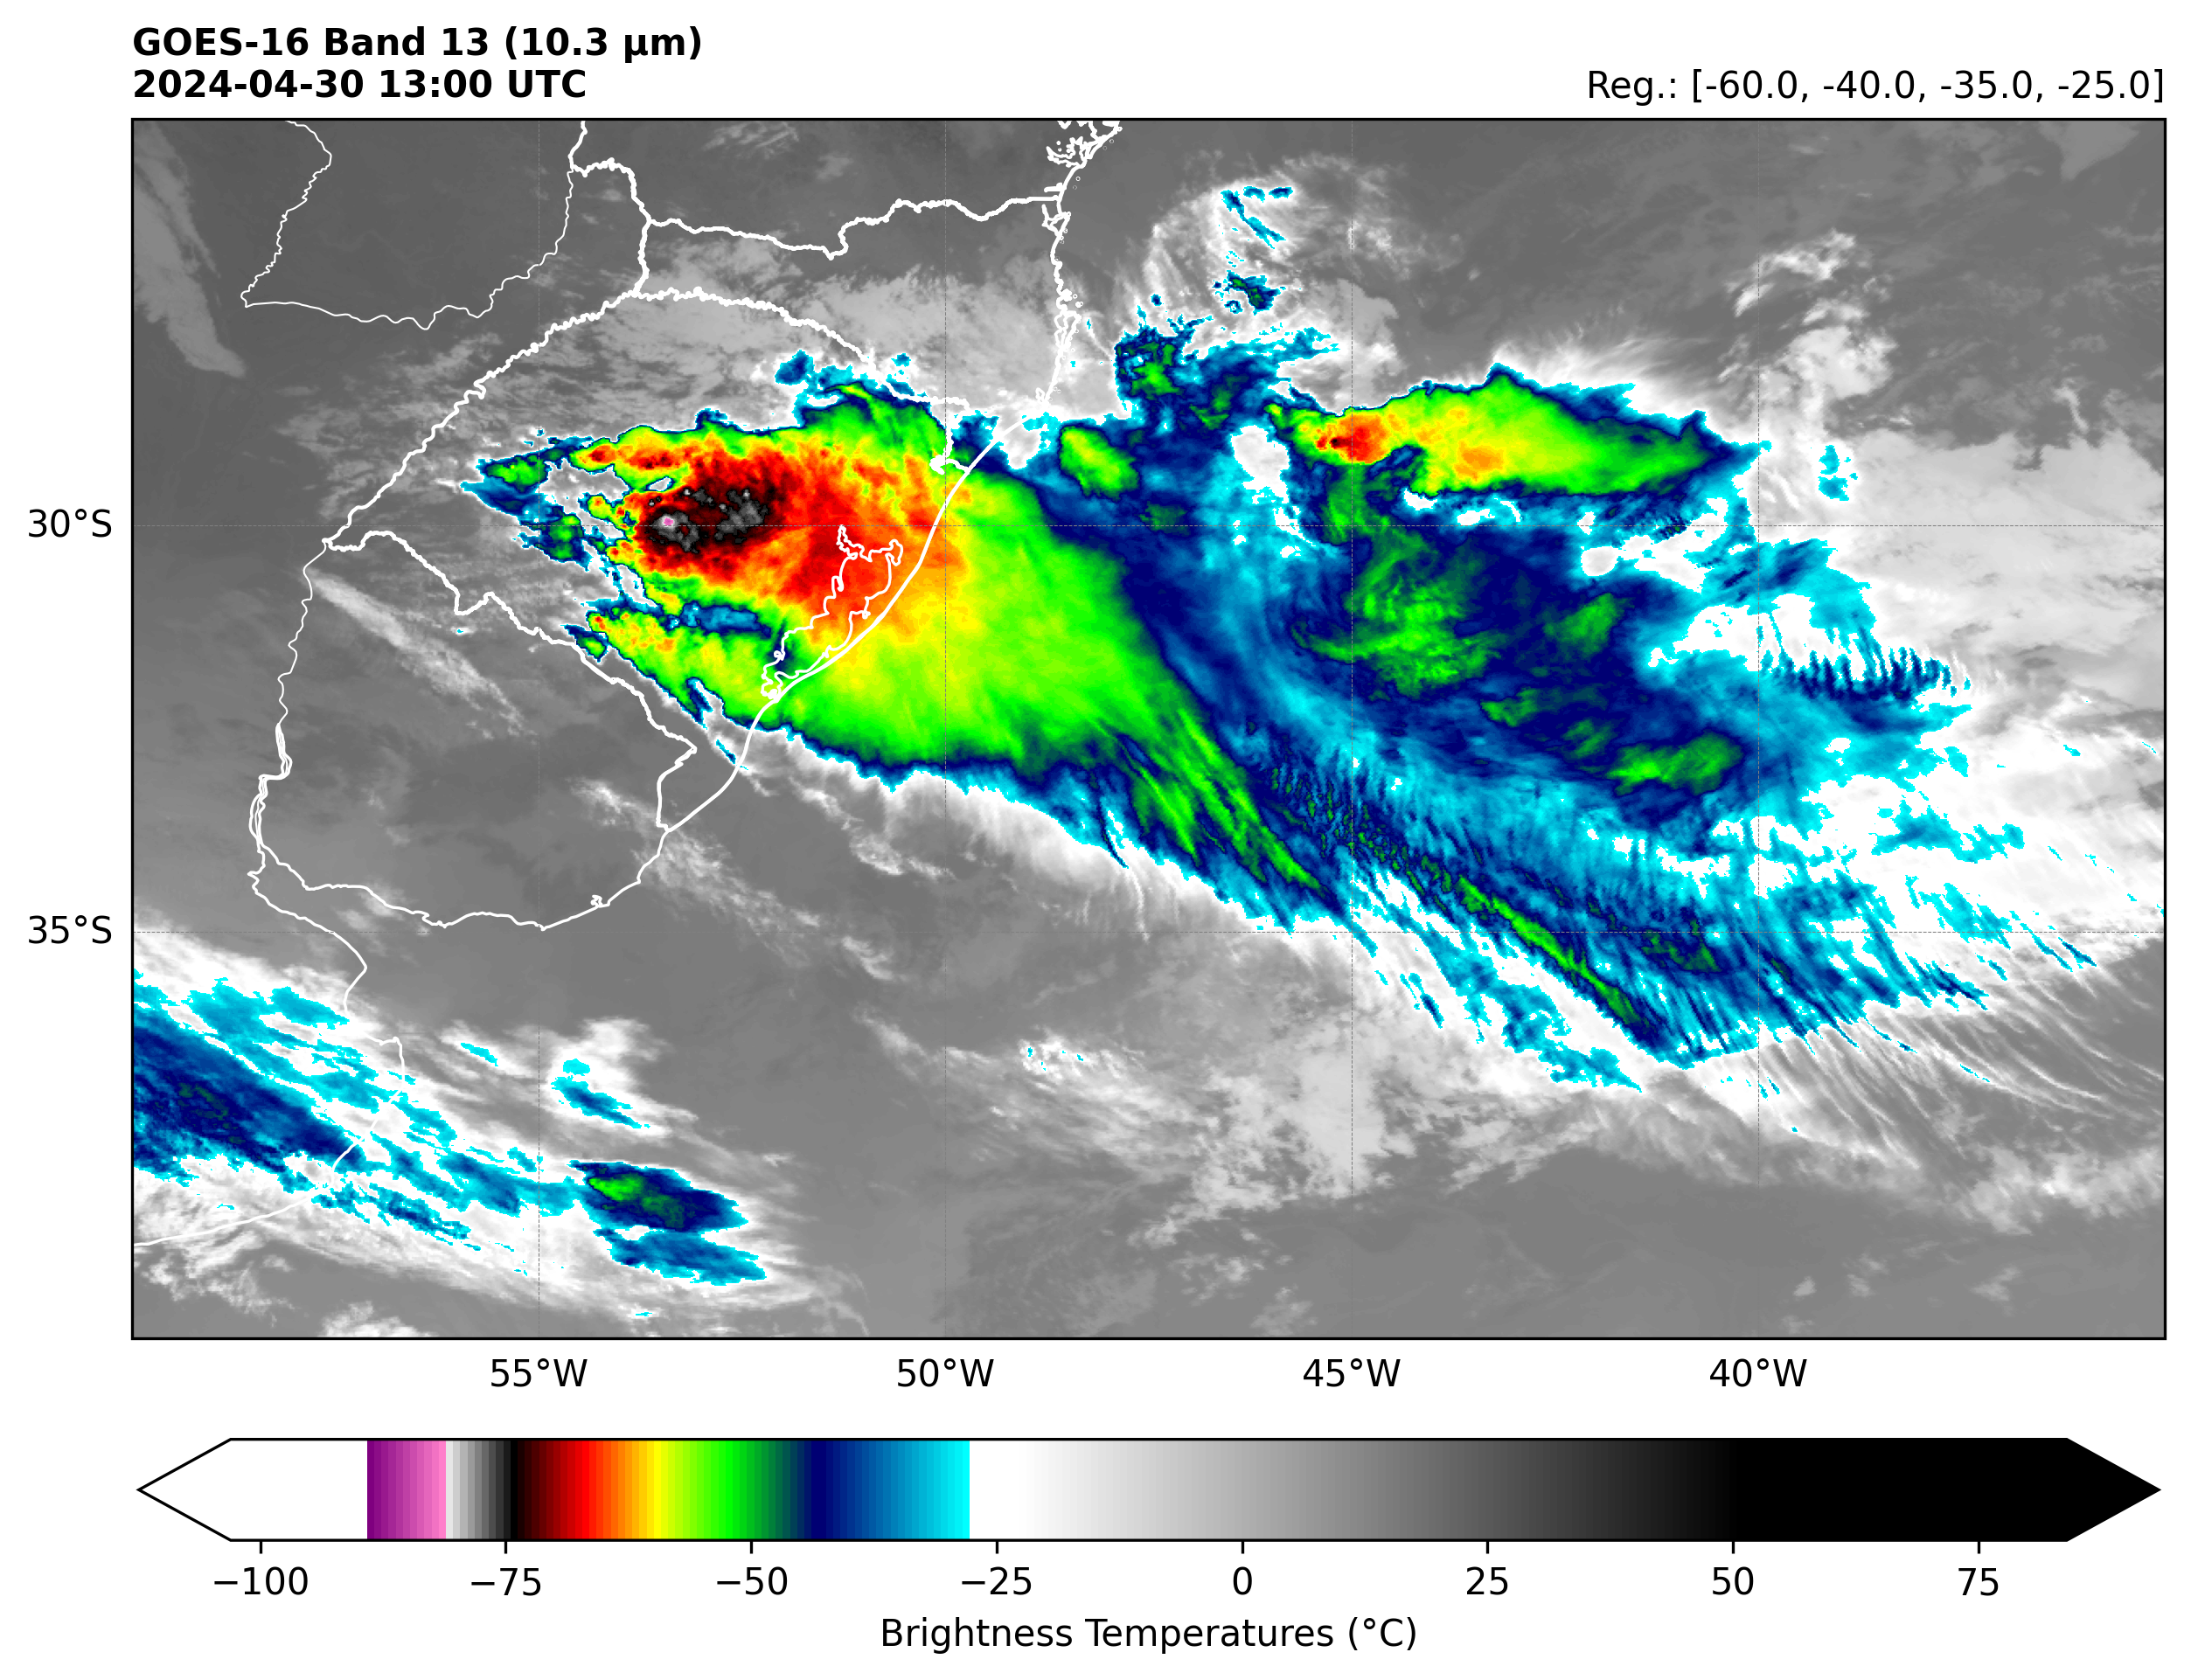 GOES-16 Band 13 (10.3 µm)
2024-04-30 13:00 UTC
Reg.: [-60.0, -40.0, -35.0, -25.0]
30°S
35°S
55°W 50°W 45°W 40°W
−100 −75 −50 −25 0 25 50 75
Brightness Temperatures (°C)